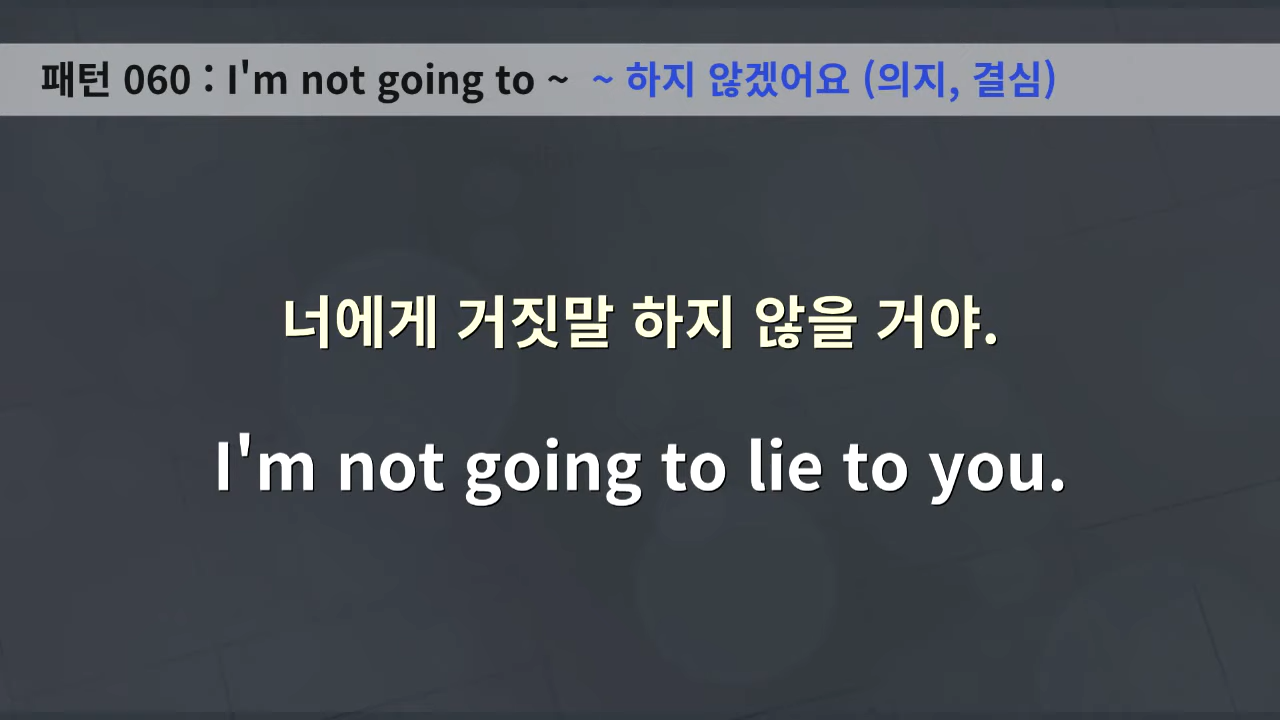 패턴 060 : I'm not going to ~ ~ 하지 않겠어요 (의지, 결심)
너에게 거짓말 하지 않을 거야.
I'm not going to lie to you.